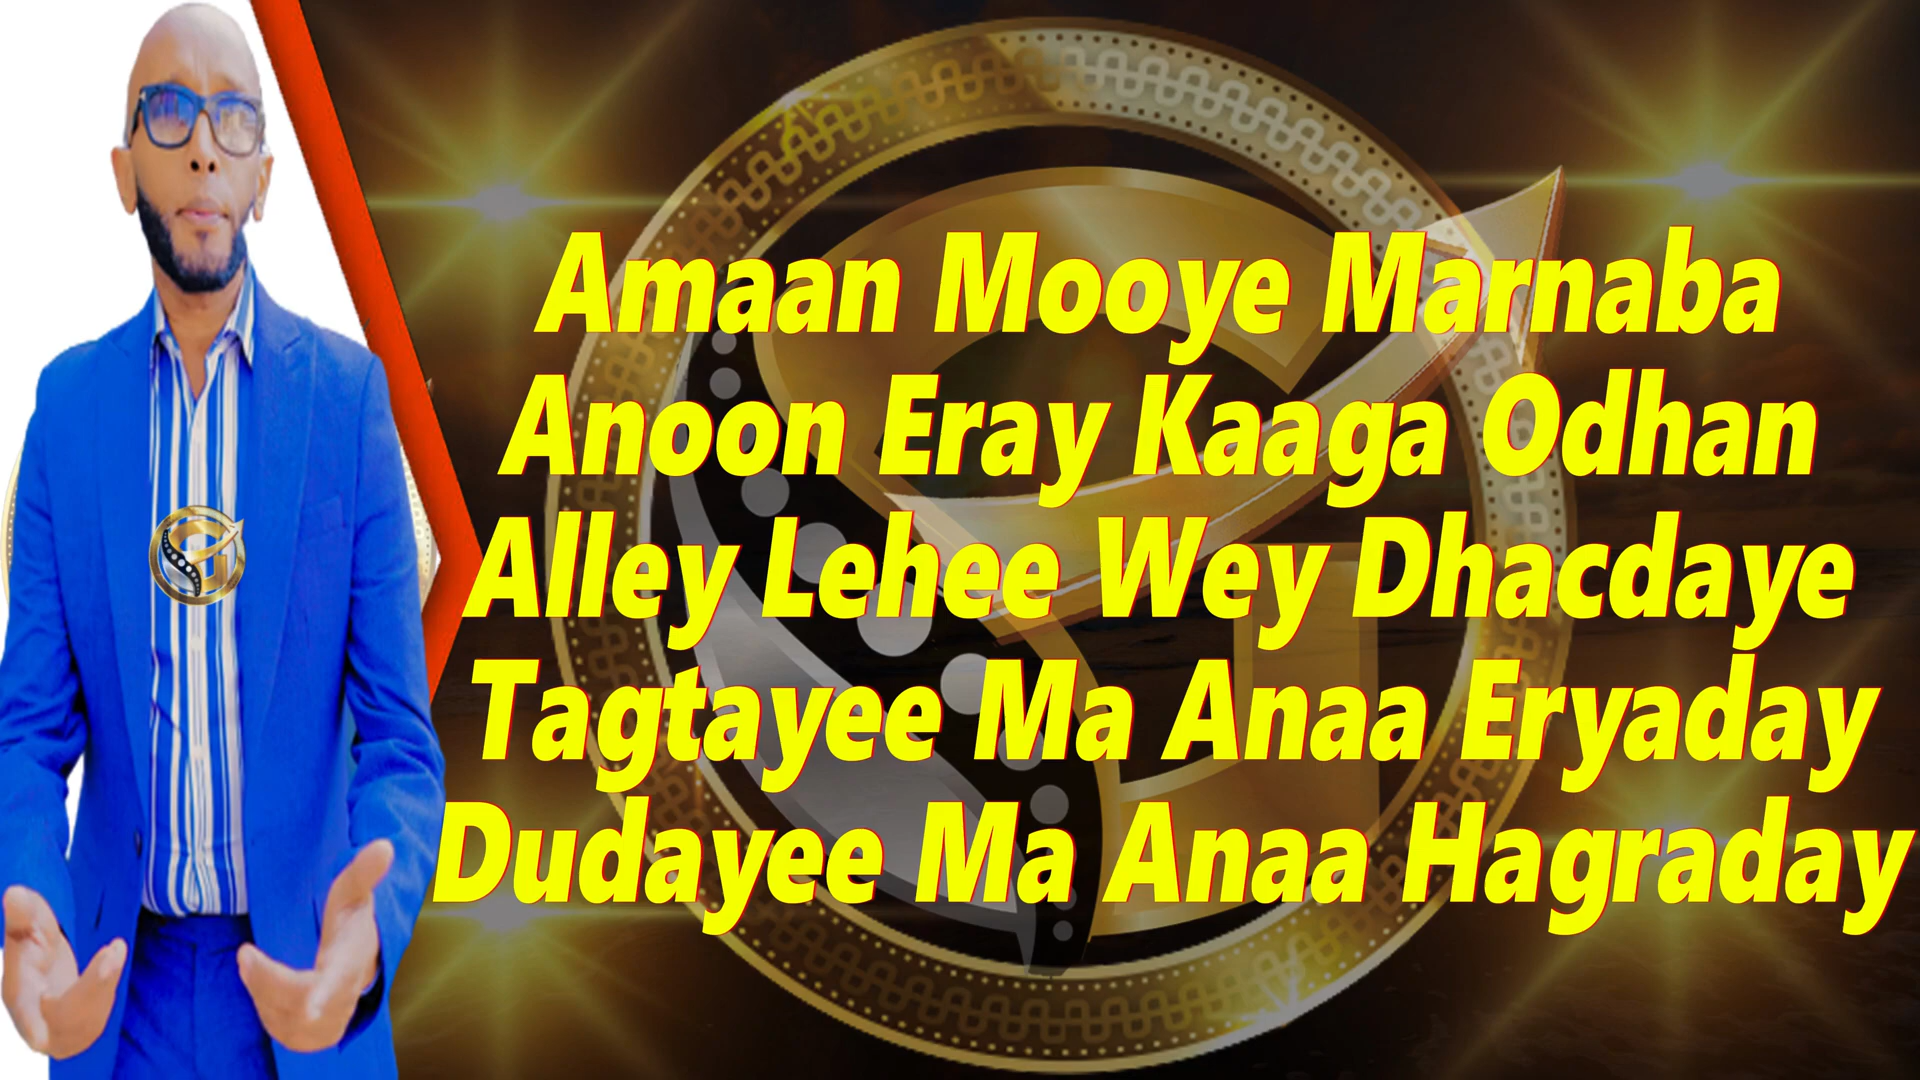 Amaan Mooye Marnaba
Anoon Eray Kaaga Odhan
Alley Lehee Wey Dhacdaye
Tagtayee Ma Anaa Eryaday
Dudayee Ma Anaa Hagraday